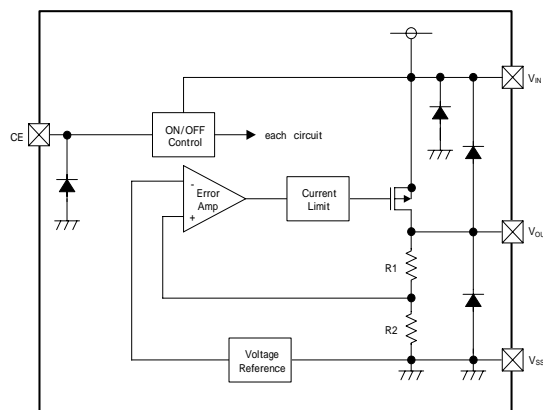 VIN
CE
ON/OFF
Control
each circuit
-
Error
Amp
+
Current
Limit
VOU
R1
R2
Voltage
Reference
VSS